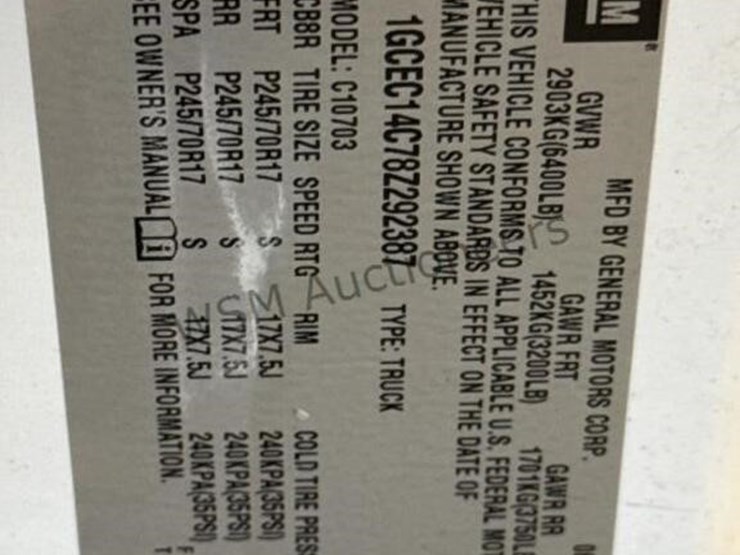 GM
MFD BY GENERAL MOTORS CORP.
GVWR GAWR FRT GAWR RR
2903KG(6400LB) 1452KG(3200LB) 1701KG(3750LB
THIS VEHICLE CONFORMS TO ALL APPLICABLE U.S. FEDERAL MOT
VEHICLE SAFETY STANDARDS IN EFFECT ON THE DATE OF
MANUFACTURE SHOWN ABOVE.
1GCEC14C78Z292387 TYPE: TRUCK
MODEL: C10703
CB8R TIRE SIZE SPEED RTG RIM COLD TIRE PRES
FRT P245/70R17 S 17X7.5J 240KPA(35PSI)
RR P245/70R17 S 17X7.5J 240KPA(35PSI)
SPA P245/70R17 S 17X7.5J 240KPA(35PSI)
SEE OWNER'S MANUAL i FOR MORE INFORMATION.
WSM Auctioneers